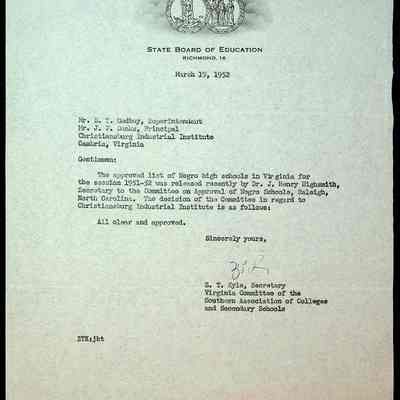 STATE BOARD OF EDUCATION
RICHMOND, 16
March 19, 1952
Mr. E. T. Godbey, Superintendent
Mr. J. F. Banks, Principal
Christiansburg Industrial Institute
Cambria, Virginia
Gentlemen:
The approved list of Negro high schools in Virginia for
the session 1951-52 was released recently by Dr. J. Henry Highsmith,
Secretary to the Committee on Approval of Negro Schools, Raleigh,
North Carolina. The decision of the Committee in regard to
Christiansburg Industrial Institute is as follows:
All clear and approved.
Sincerely yours,
Z. T. Kyle, Secretary
Virginia Committee of the
Southern Association of Colleges
and Secondary Schools
ZTK:jbt